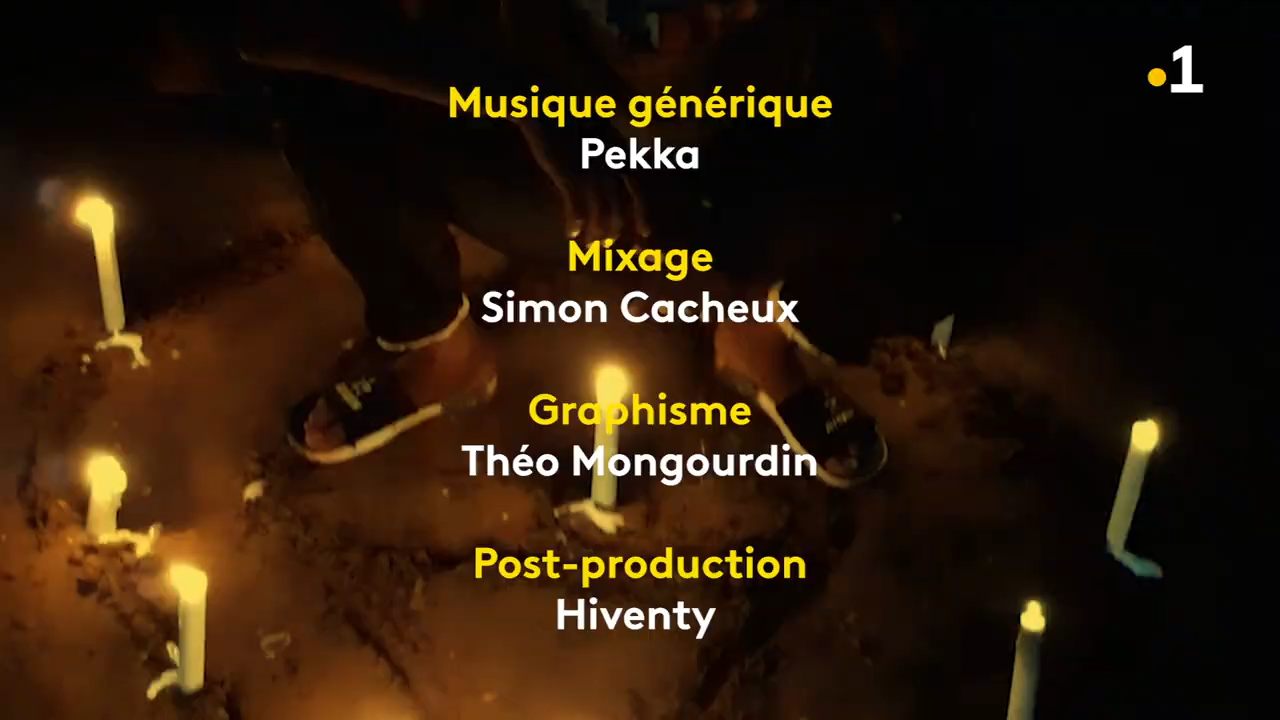 1
Musique générique
Pekka
Mixage
Simon Cacheux
Graphisme
Théo Mongourdin
Post-production
Hiventy